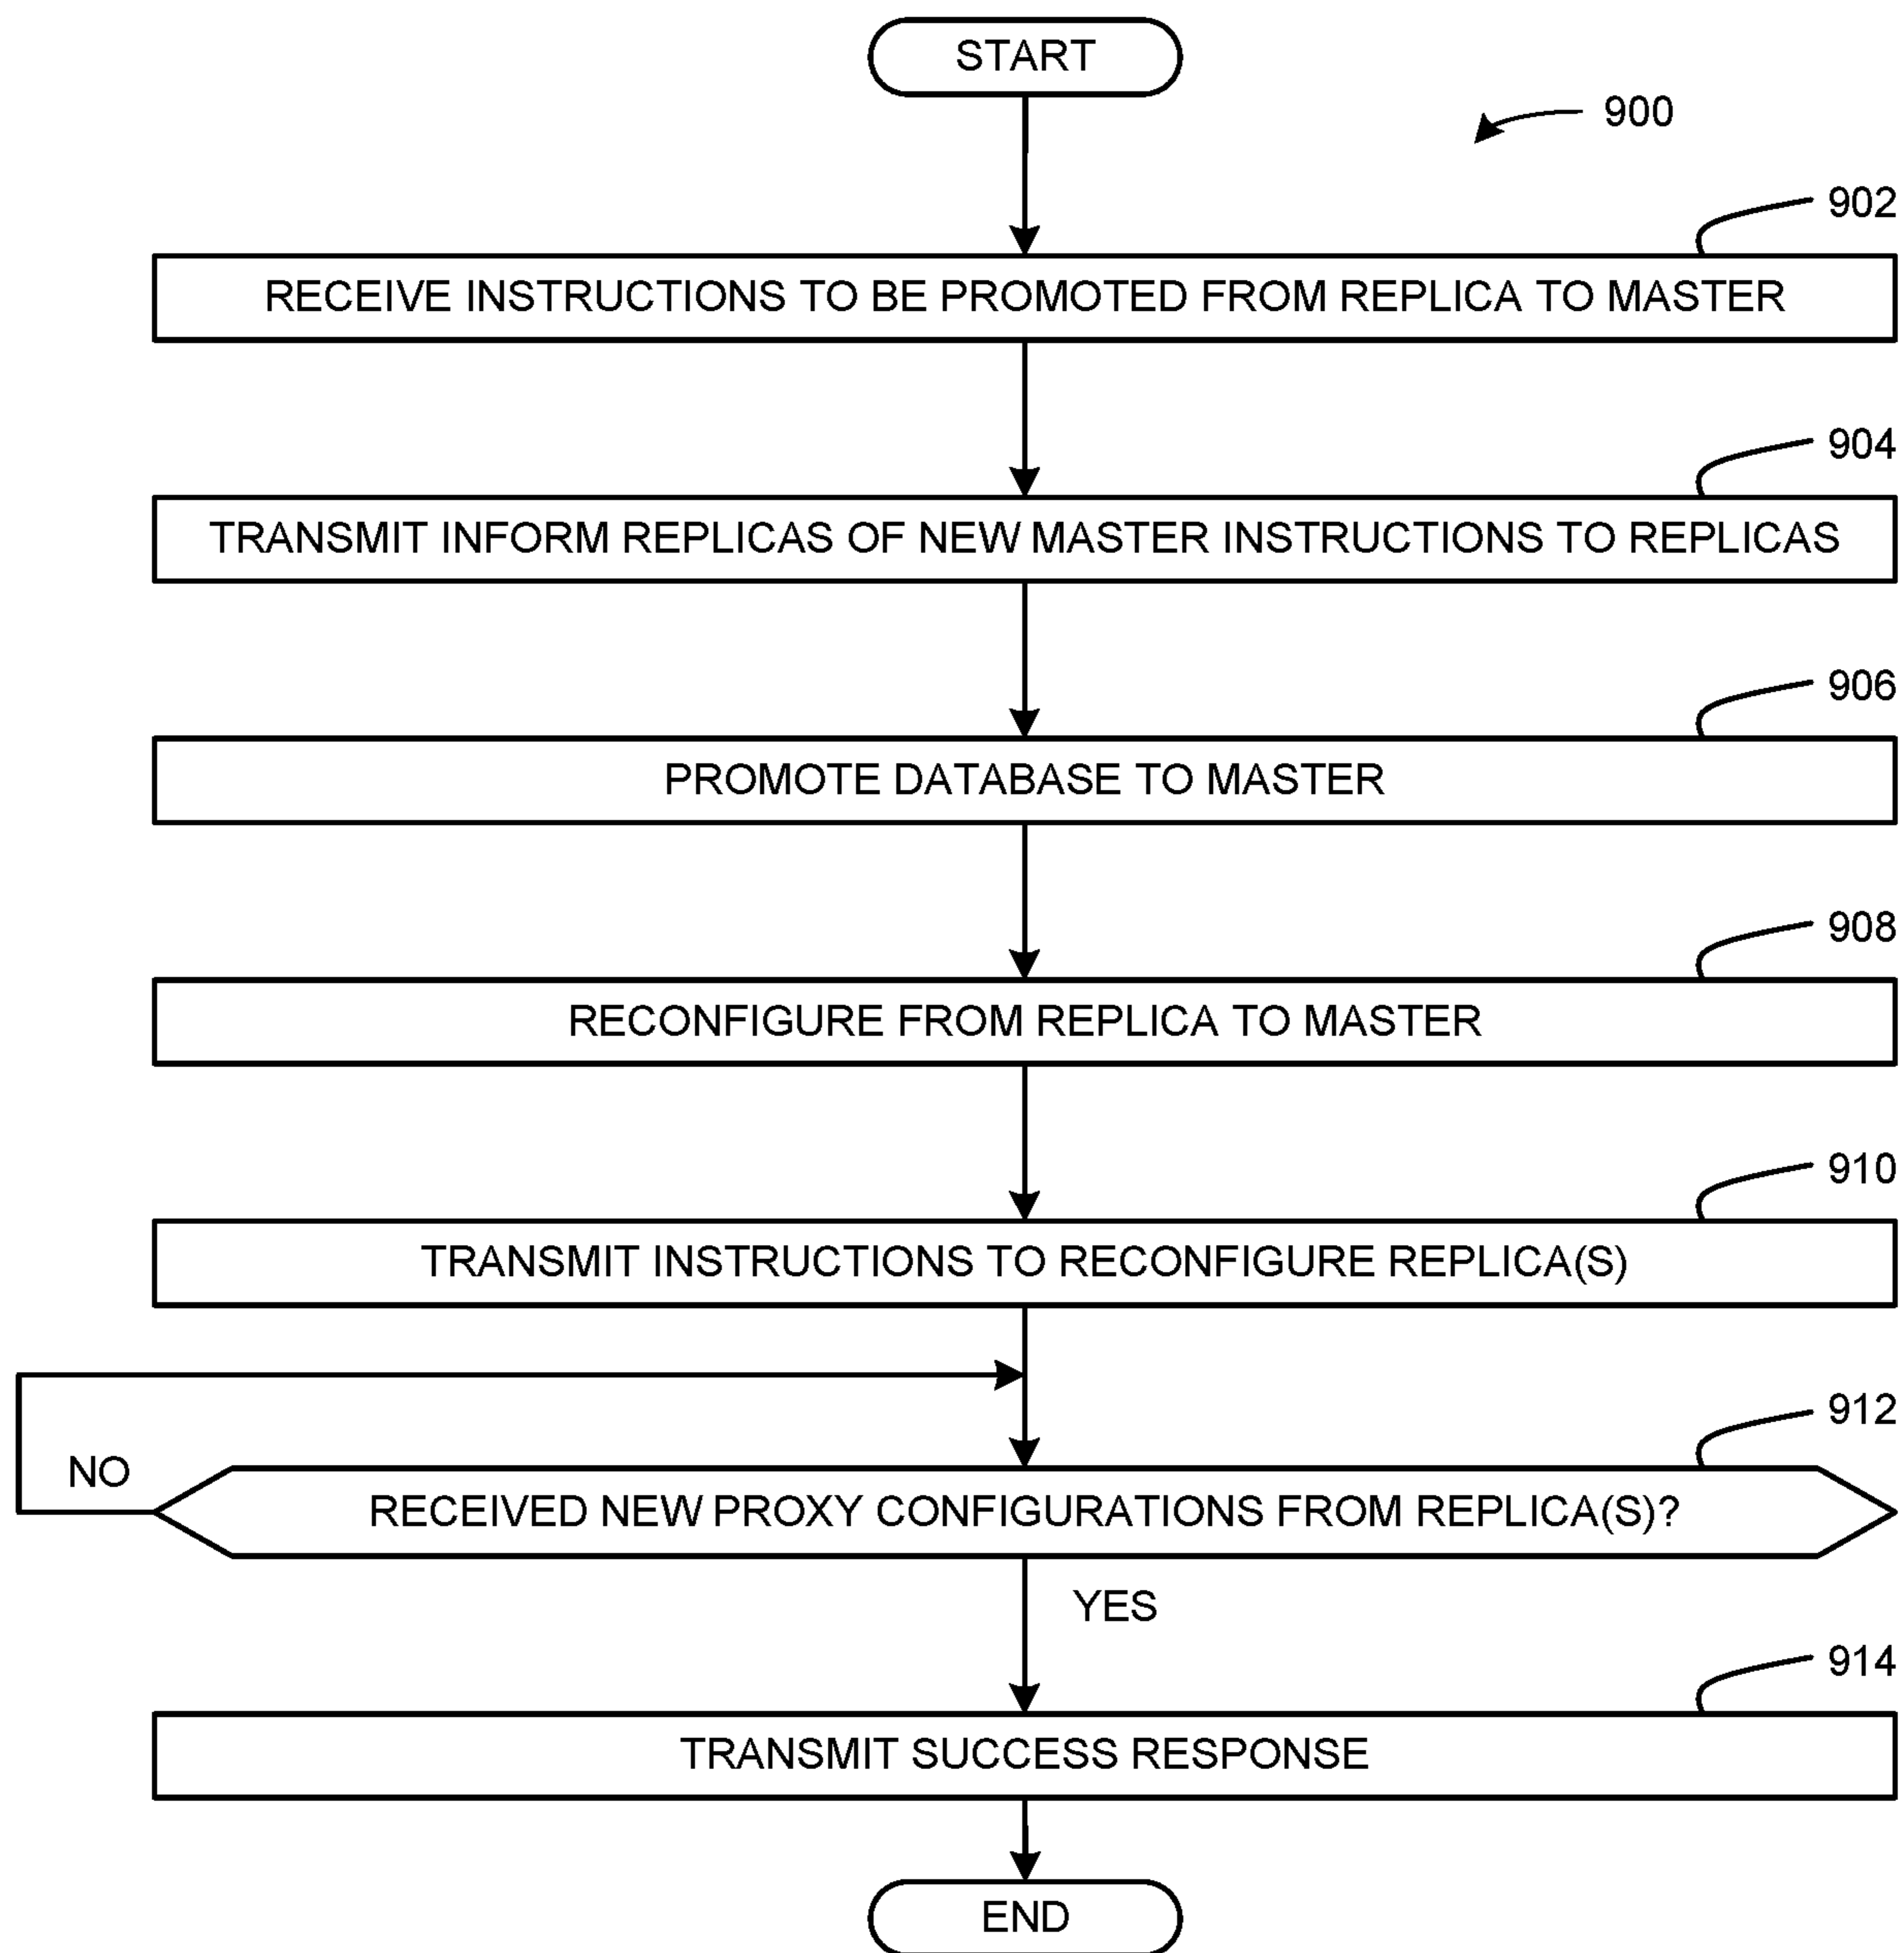 START
900
902
RECEIVE INSTRUCTIONS TO BE PROMOTED FROM REPLICA TO MASTER
904
TRANSMIT INFORM REPLICAS OF NEW MASTER INSTRUCTIONS TO REPLICAS
906
PROMOTE DATABASE TO MASTER
908
RECONFIGURE FROM REPLICA TO MASTER
910
TRANSMIT INSTRUCTIONS TO RECONFIGURE REPLICA(S)
912
NO
RECEIVED NEW PROXY CONFIGURATIONS FROM REPLICA(S)?
YES
914
TRANSMIT SUCCESS RESPONSE
END